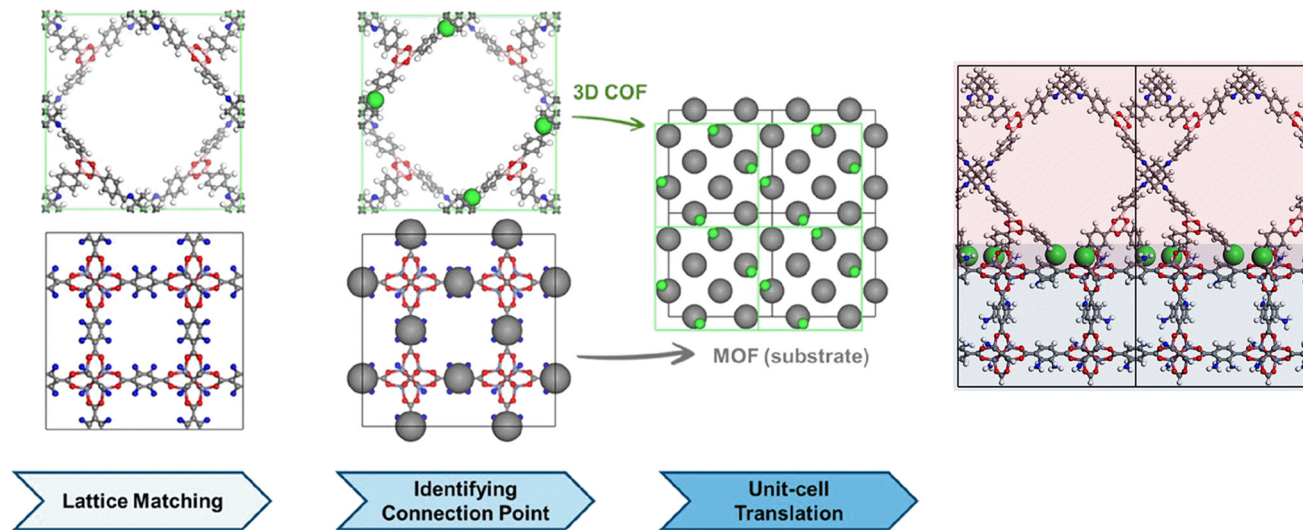 3D COF
MOF (substrate)
Lattice Matching
Identifying
Connection Point
Unit-cell
Translation